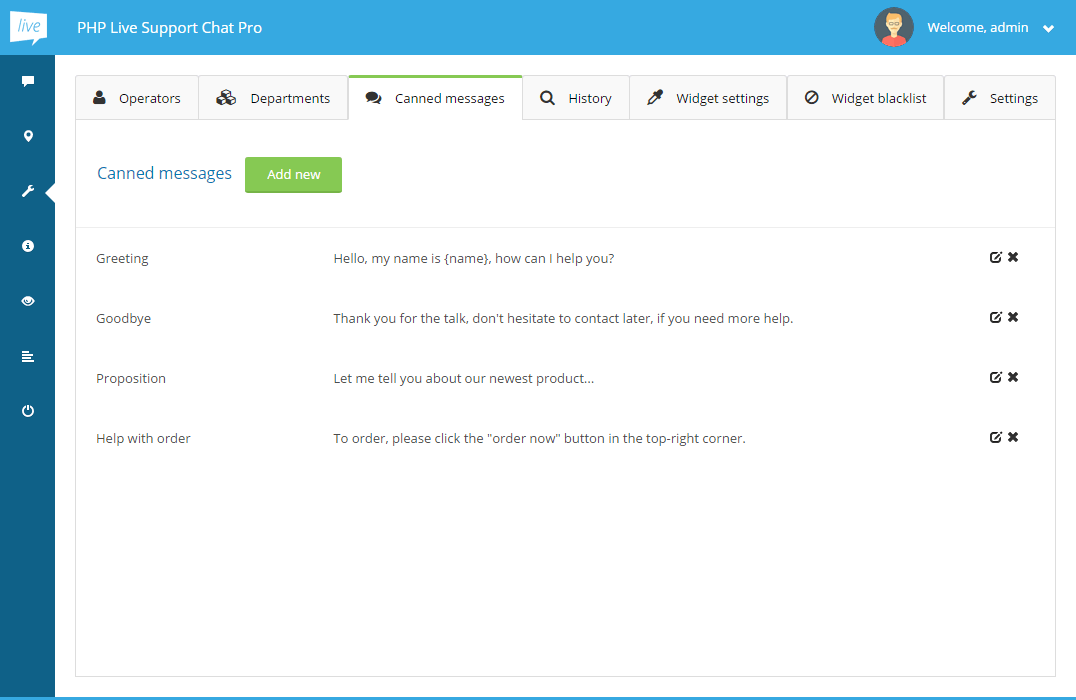 live PHP Live Support Chat Pro Welcome, admin
Operators Departments Canned messages History Widget settings Widget blacklist Settings
Canned messages Add new
Greeting Hello, my name is {name}, how can I help you?
Goodbye Thank you for the talk, don't hesitate to contact later, if you need more help.
Proposition Let me tell you about our newest product...
Help with order To order, please click the "order now" button in the top-right corner.